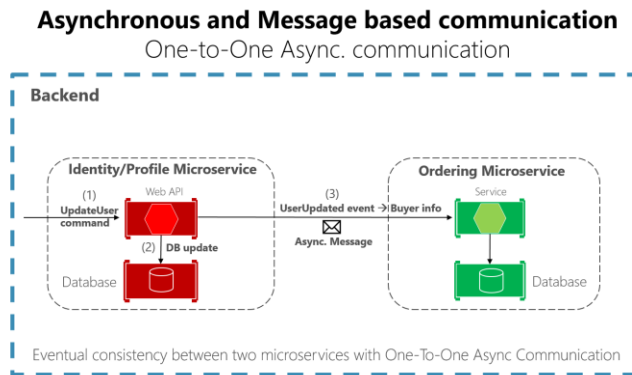 Asynchronous and Message based communication
One-to-One Async. communication
Backend
Identity/Profile Microservice
Ordering Microservice
(1)
Web API
(3)
Service
UpdateUser
command
UserUpdated event → Buyer info
(2)
DB update
Async. Message
Database
Database
Eventual consistency between two microservices with One-To-One Async Communication